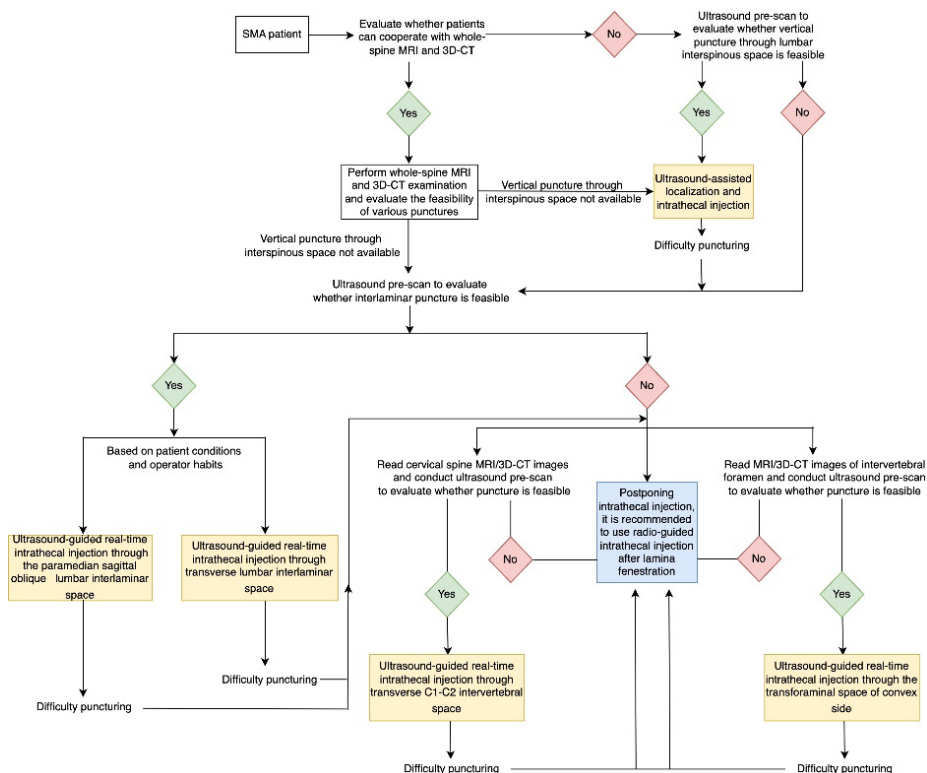 SMA patient
Evaluate whether patients
can cooperate with whole-
spine MRI and 3D-CT
No
Ultrasound pre-scan to
evaluate whether vertical
puncture through lumbar
interspinous space is feasible
Yes
Yes
No
Perform whole-spine MRI
and 3D-CT examination
and evaluate the feasibility
of various punctures
Vertical puncture through
interspinous space not available
Ultrasound-assisted
localization and
intrathecal injection
Vertical puncture through
interspinous space not available
Difficulty puncturing
Ultrasound pre-scan to evaluate
whether interlaminar puncture is feasible
Yes
No
Based on patient conditions
and operator habits
Read cervical spine MRI/3D-CT images
and conduct ultrasound pre-scan
to evaluate whether puncture is feasible
Read MRI/3D-CT images of intervertebral
foramen and conduct ultrasound pre-scan
to evaluate whether puncture is feasible
Postponing
intrathecal injection,
it is recommended
to use radio-guided
intrathecal injection
after lamina
fenestration
Ultrasound-guided real-time
intrathecal injection through
the paramedian sagittal
oblique lumbar interlaminar
space
Ultrasound-guided real-time
intrathecal injection through
transverse lumbar interlaminar
space
No
No
Yes
Yes
Ultrasound-guided real-time
intrathecal injection through
transverse C1-C2 intervertebral
space
Ultrasound-guided real-time
intrathecal injection through the
transforaminal space of convex
side
Difficulty puncturing
Difficulty puncturing
Difficulty puncturing
Difficulty puncturing